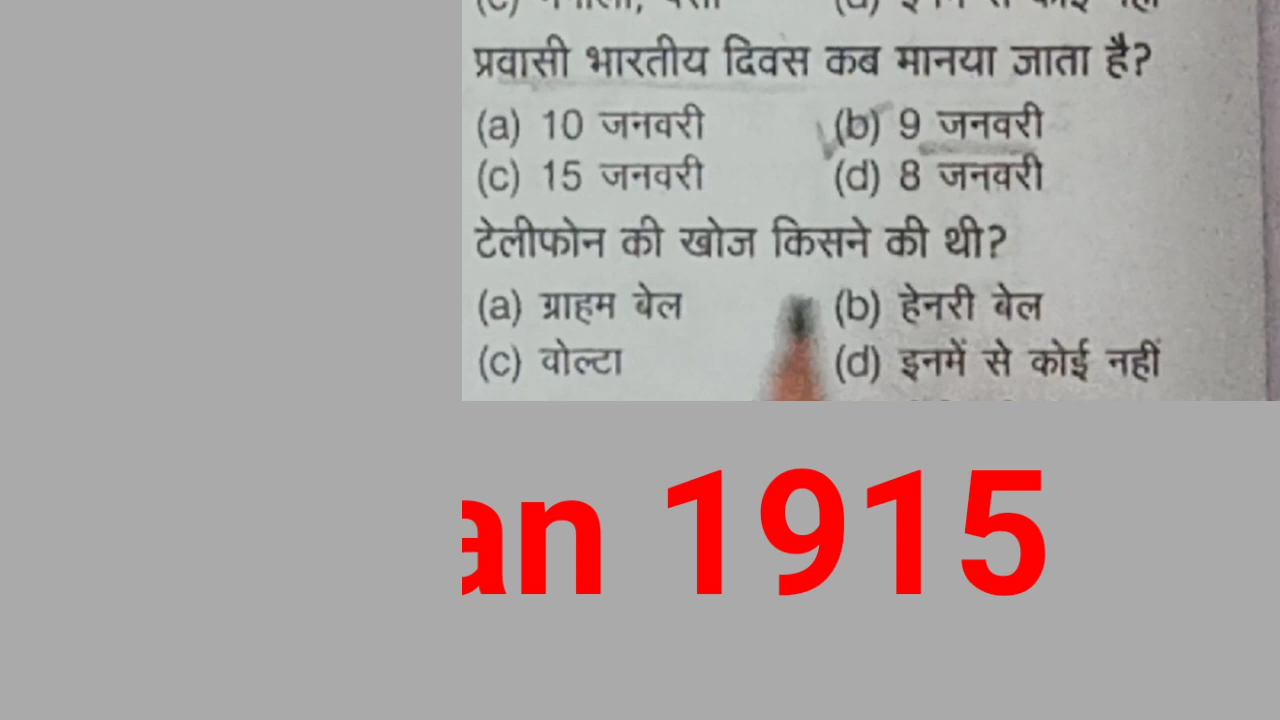 प्रवासी भारतीय दिवस कब मानया जाता है?
(a) 10 जनवरी (b) 9 जनवरी
(c) 15 जनवरी (d) 8 जनवरी
टेलीफोन की खोज किसने की थी?
(a) ग्राहम बेल (b) हेनरी बेल
(c) वोल्टा (d) इनमें से कोई नहीं
an 1915